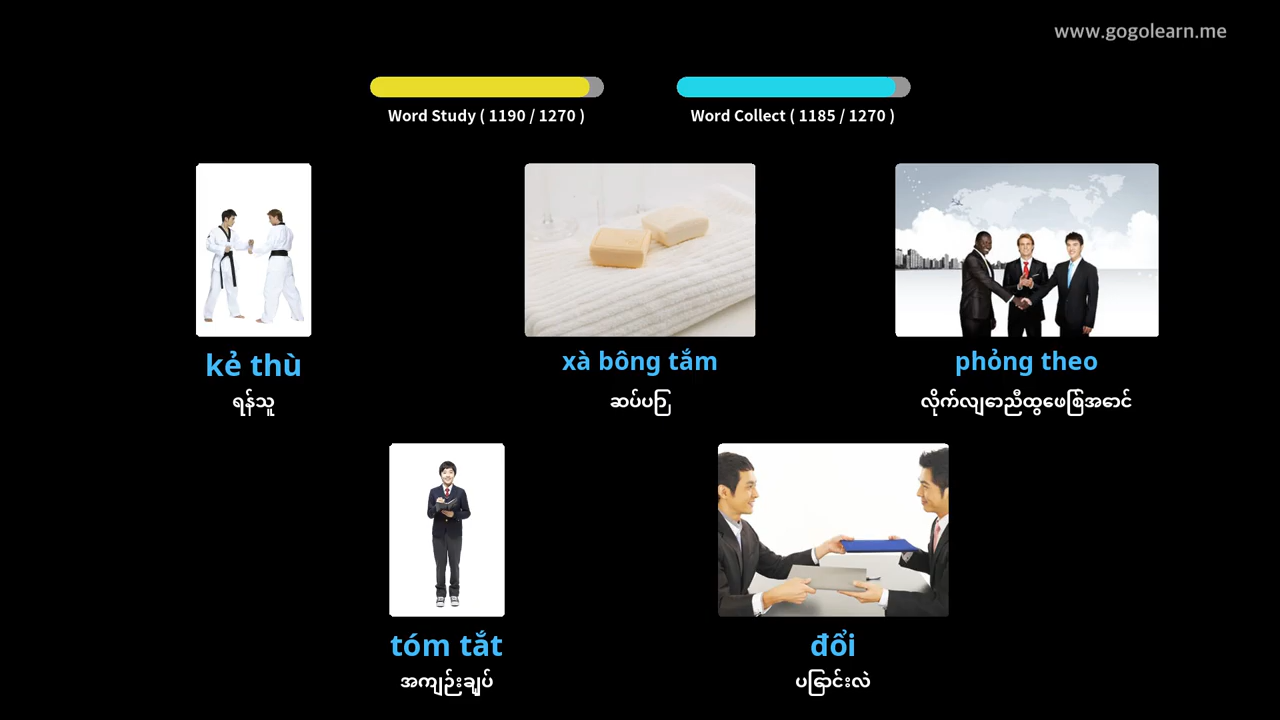 www.gogolearn.me
Word Study ( 1190 / 1270 )
Word Collect ( 1185 / 1270 )
kẻ thù
ရန်သူ
xà bông tắm
ဆပ်ပြာ
phỏng theo
လိုက်လျောညီထွေဖြစ်အောင်
tóm tắt
အကျဉ်းချုပ်
đổi
ပြောင်းလဲ